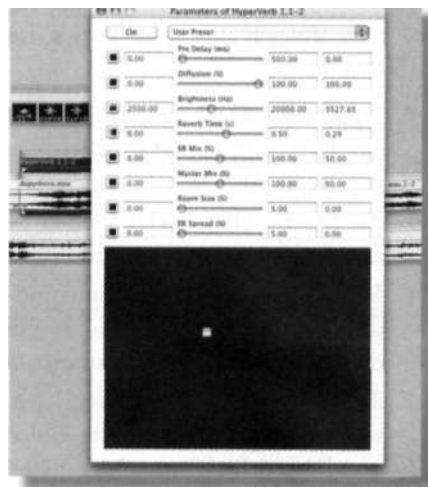 Parameters of HyperVerb 1,1-2
On
User Preset
Pre Delay (ms)
0.00 500.00 0.00
Diffusion (%)
0.00 100.00 100.00
Brightness (Hz)
2500.00 20000.00 5527.65
Reverb Time (s)
0.00 0.50 0.29
ER Mix (%)
0.00 100.00 50.00
Master Mix (%)
0.00 100.00 50.00
Room Size (%)
0.00 5.00 0.00
ER Spread (%)
0.00 5.00 0.00